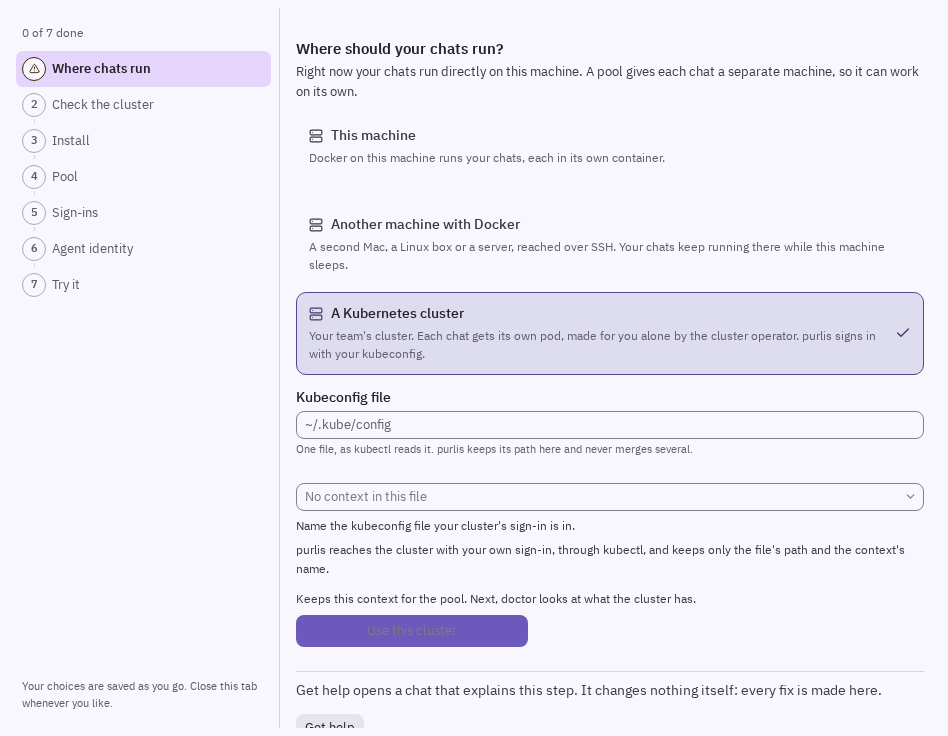 0 of 7 done
Where chats run
2 Check the cluster
3 Install
4 Pool
5 Sign-ins
6 Agent identity
7 Try it
Your choices are saved as you go. Close this tab
whenever you like.
Where should your chats run?
Right now your chats run directly on this machine. A pool gives each chat a separate machine, so it can work
on its own.
This machine
Docker on this machine runs your chats, each in its own container.
Another machine with Docker
A second Mac, a Linux box or a server, reached over SSH. Your chats keep running there while this machine
sleeps.
A Kubernetes cluster
Your team's cluster. Each chat gets its own pod, made for you alone by the cluster operator. purlis signs in
with your kubeconfig.
Kubeconfig file
~/.kube/config
One file, as kubectl reads it. purlis keeps its path here and never merges several.
No context in this file
Name the kubeconfig file your cluster's sign-in is in.
purlis reaches the cluster with your own sign-in, through kubectl, and keeps only the file's path and the context's
name.
Keeps this context for the pool. Next, doctor looks at what the cluster has.
Use this cluster
Get help opens a chat that explains this step. It changes nothing itself: every fix is made here.
Get help